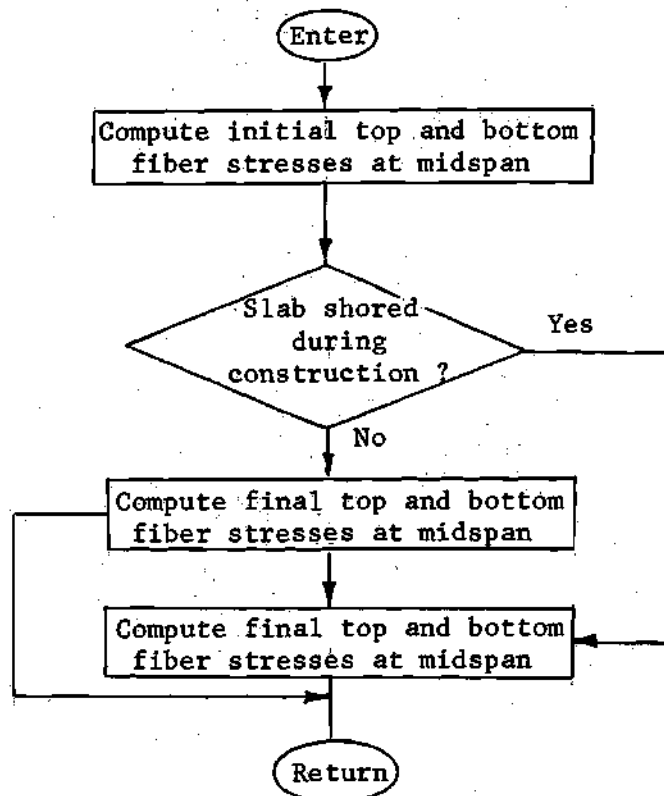 Enter
Compute initial top and bottom
fiber stresses at midspan
Slab shored
during
construction ?
Yes
No
Compute final top and bottom
fiber stresses at midspan
Compute final top and bottom
fiber stresses at midspan
Return